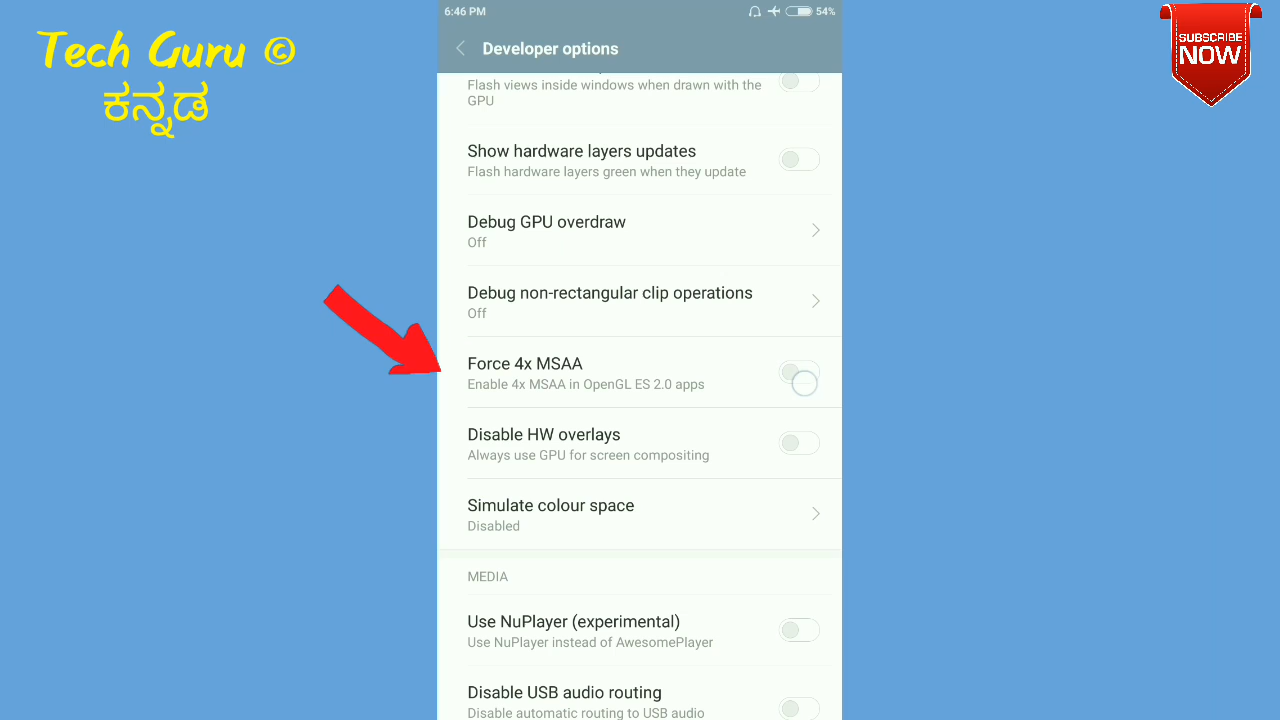 Tech Guru ©
ಕನ್ನಡ
SUBSCRIBE
NOW
6:46 PM
54%
Developer options
Flash views inside windows when drawn with the
GPU
Show hardware layers updates
Flash hardware layers green when they update
Debug GPU overdraw
Off
Debug non-rectangular clip operations
Off
Force 4x MSAA
Enable 4x MSAA in OpenGL ES 2.0 apps
Disable HW overlays
Always use GPU for screen compositing
Simulate colour space
Disabled
MEDIA
Use NuPlayer (experimental)
Use NuPlayer instead of AwesomePlayer
Disable USB audio routing
Disable automatic routing to USB audio